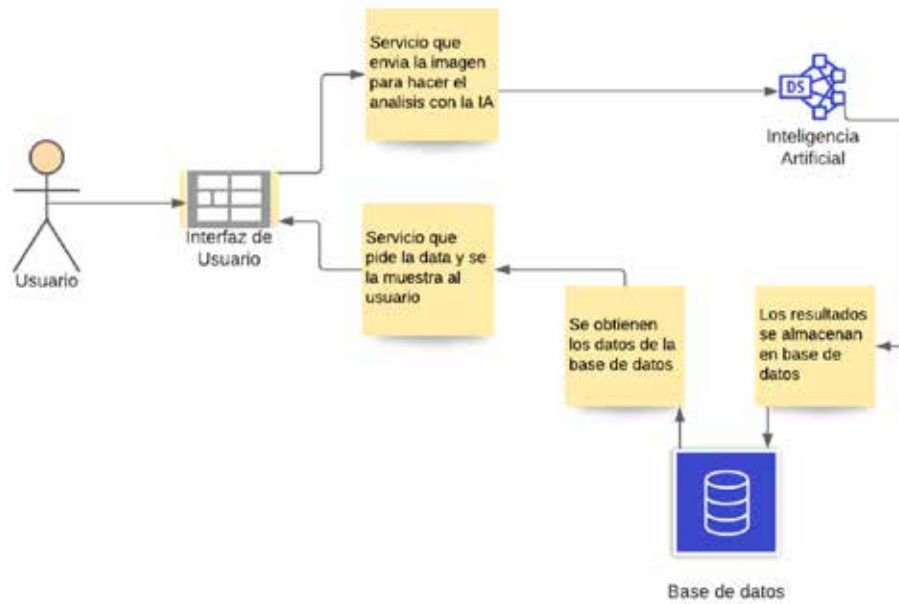 Servicio que
envia la imagen
para hacer el
analisis con la IA
DS
Inteligencia
Artificial
Usuario
Interfaz de
Usuario
Servicio que
pide la data y se
la muestra al
usuario
Se obtienen
los datos de la
base de datos
Los resultados
se almacenan
en base de
datos
Base de datos